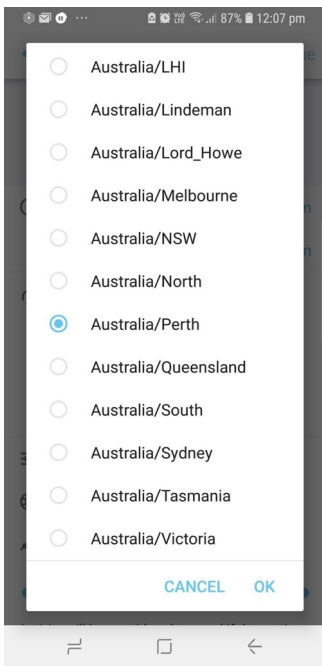 87% 12:07 pm
Australia/LHI
Australia/Lindeman
Australia/Lord_Howe
Australia/Melbourne
Australia/NSW
Australia/North
Australia/Perth
Australia/Queensland
Australia/South
Australia/Sydney
Australia/Tasmania
Australia/Victoria
CANCEL OK